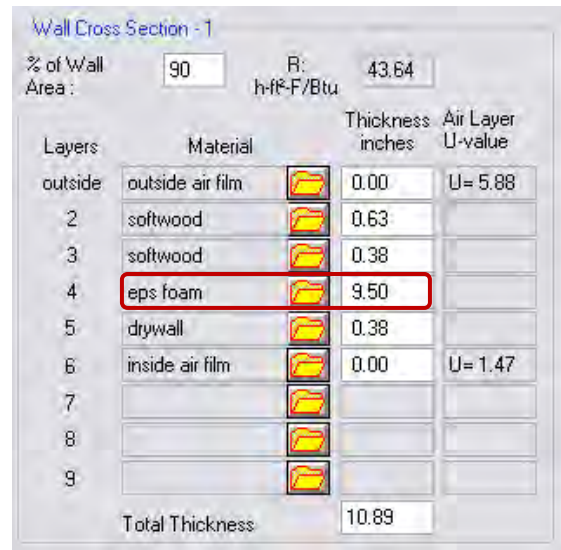 Wall Cross Section - 1
% of Wall Area : 90 R: h-ft²-F/Btu 43.64
Layers Material Thickness inches Air Layer U-value
outside outside air film 0.00 U= 5.88
2 softwood 0.63
3 softwood 0.38
4 eps foam 9.50
5 drywall 0.38
6 inside air film 0.00 U= 1.47
7
8
9
Total Thickness 10.89